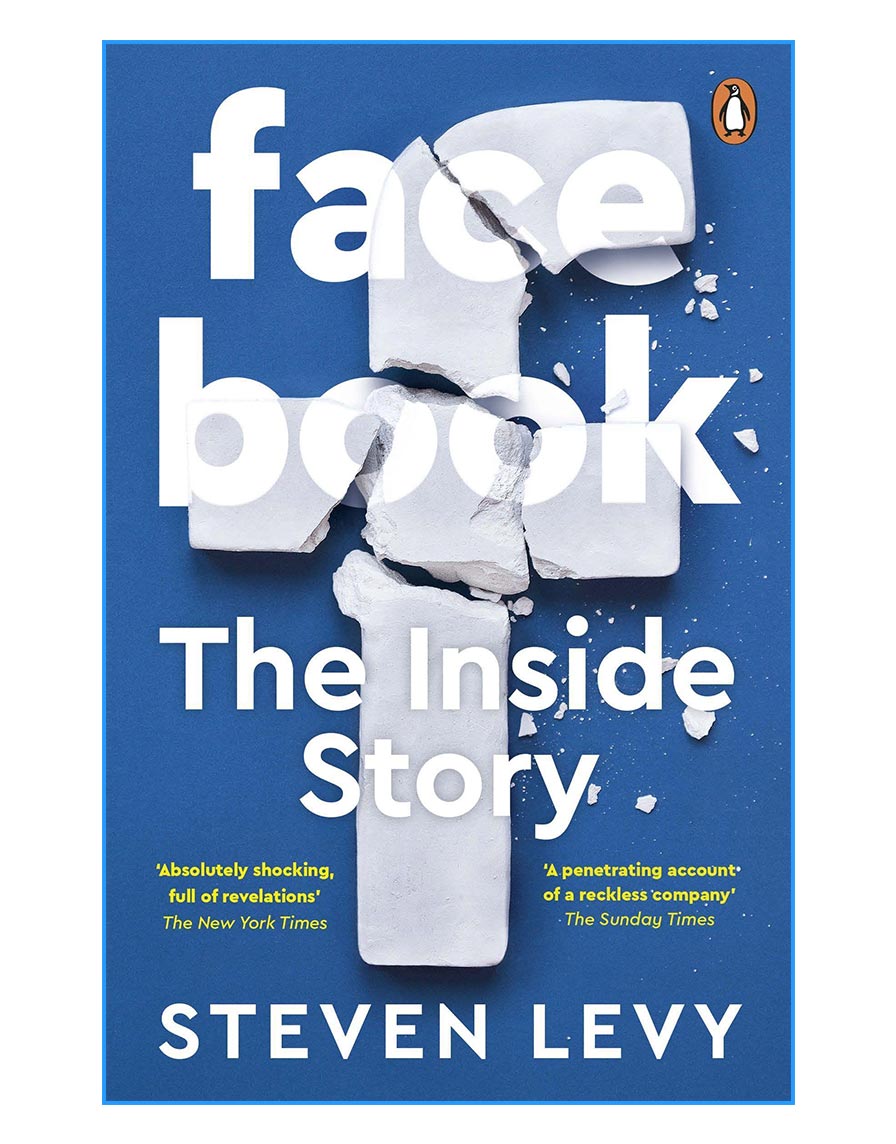 face
book
The Inside
Story
‘Absolutely shocking,
full of revelations’
The New York Times
‘A penetrating account
of a reckless company’
The Sunday Times
STEVEN LEVY